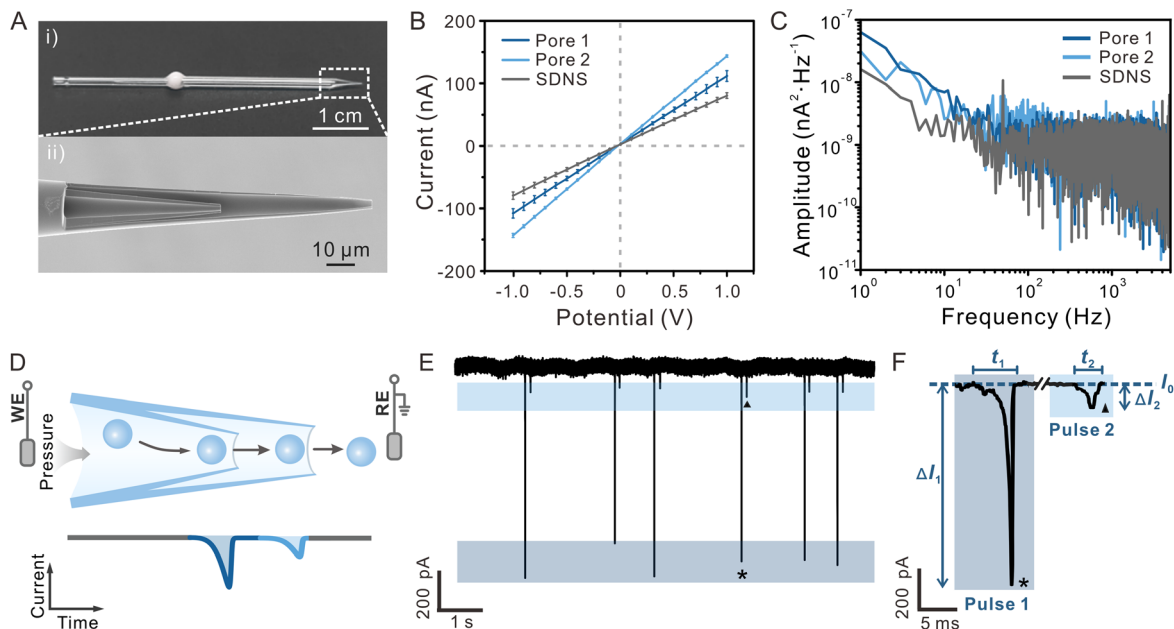 A
i)
1 cm
ii)
10 μm
B
Pore 1
Pore 2
SDNS
Current (nA)
200
100
0
-100
-200
-1.0
-0.5
0
0.5
1.0
Potential (V)
C
Pore 1
Pore 2
SDNS
Amplitude (nA²·Hz⁻¹)
10⁻⁷
10⁻⁸
10⁻⁹
10⁻¹⁰
10⁻¹¹
10⁰
10¹
10²
10³
Frequency (Hz)
D
WE
Pressure
RE
Current
Time
E
*
200 pA
1 s
F
t₁
t₂
I₀
ΔI₂
Pulse 2
ΔI₁
*
Pulse 1
200 pA
5 ms